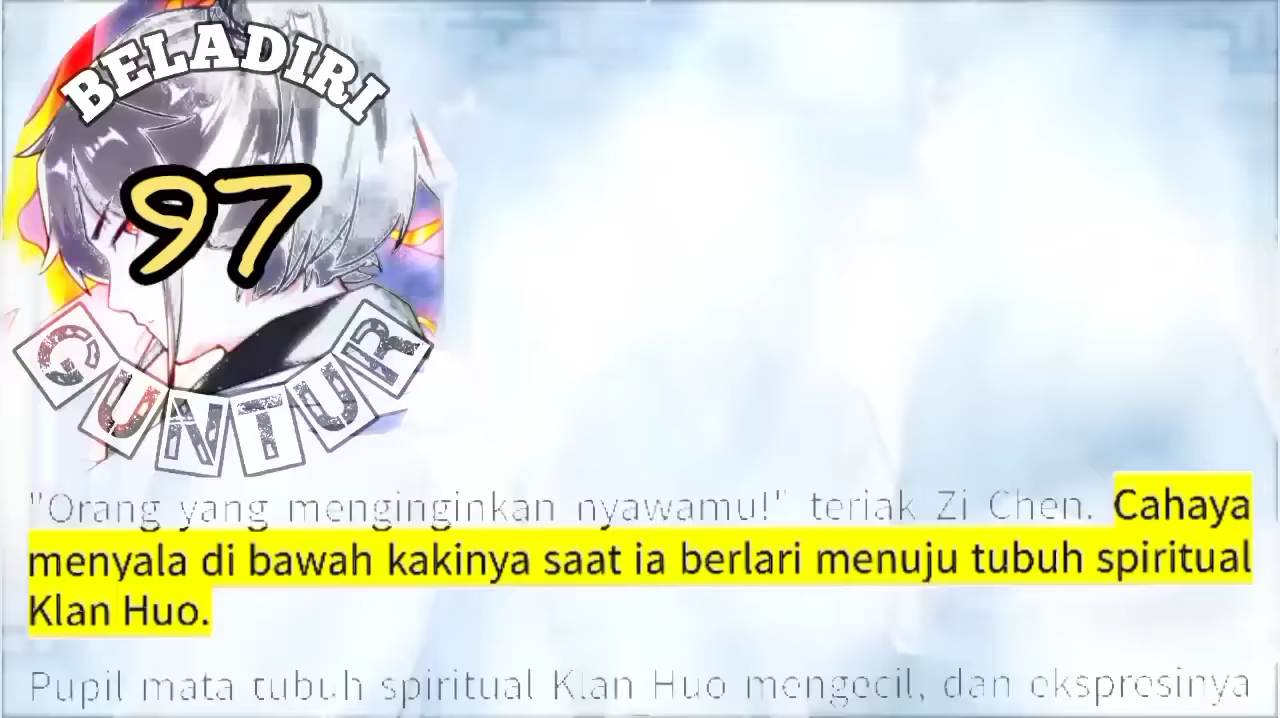 BELADIRI
97
GUNTUR
"Orang yang menginginkan nyawamu!" teriak Zi Chen. Cahaya
menyala di bawah kakinya saat ia berlari menuju tubuh spiritual
Klan Huo.
Pupil mata tubuh spiritual Klan Huo mengecil, dan ekspresinya